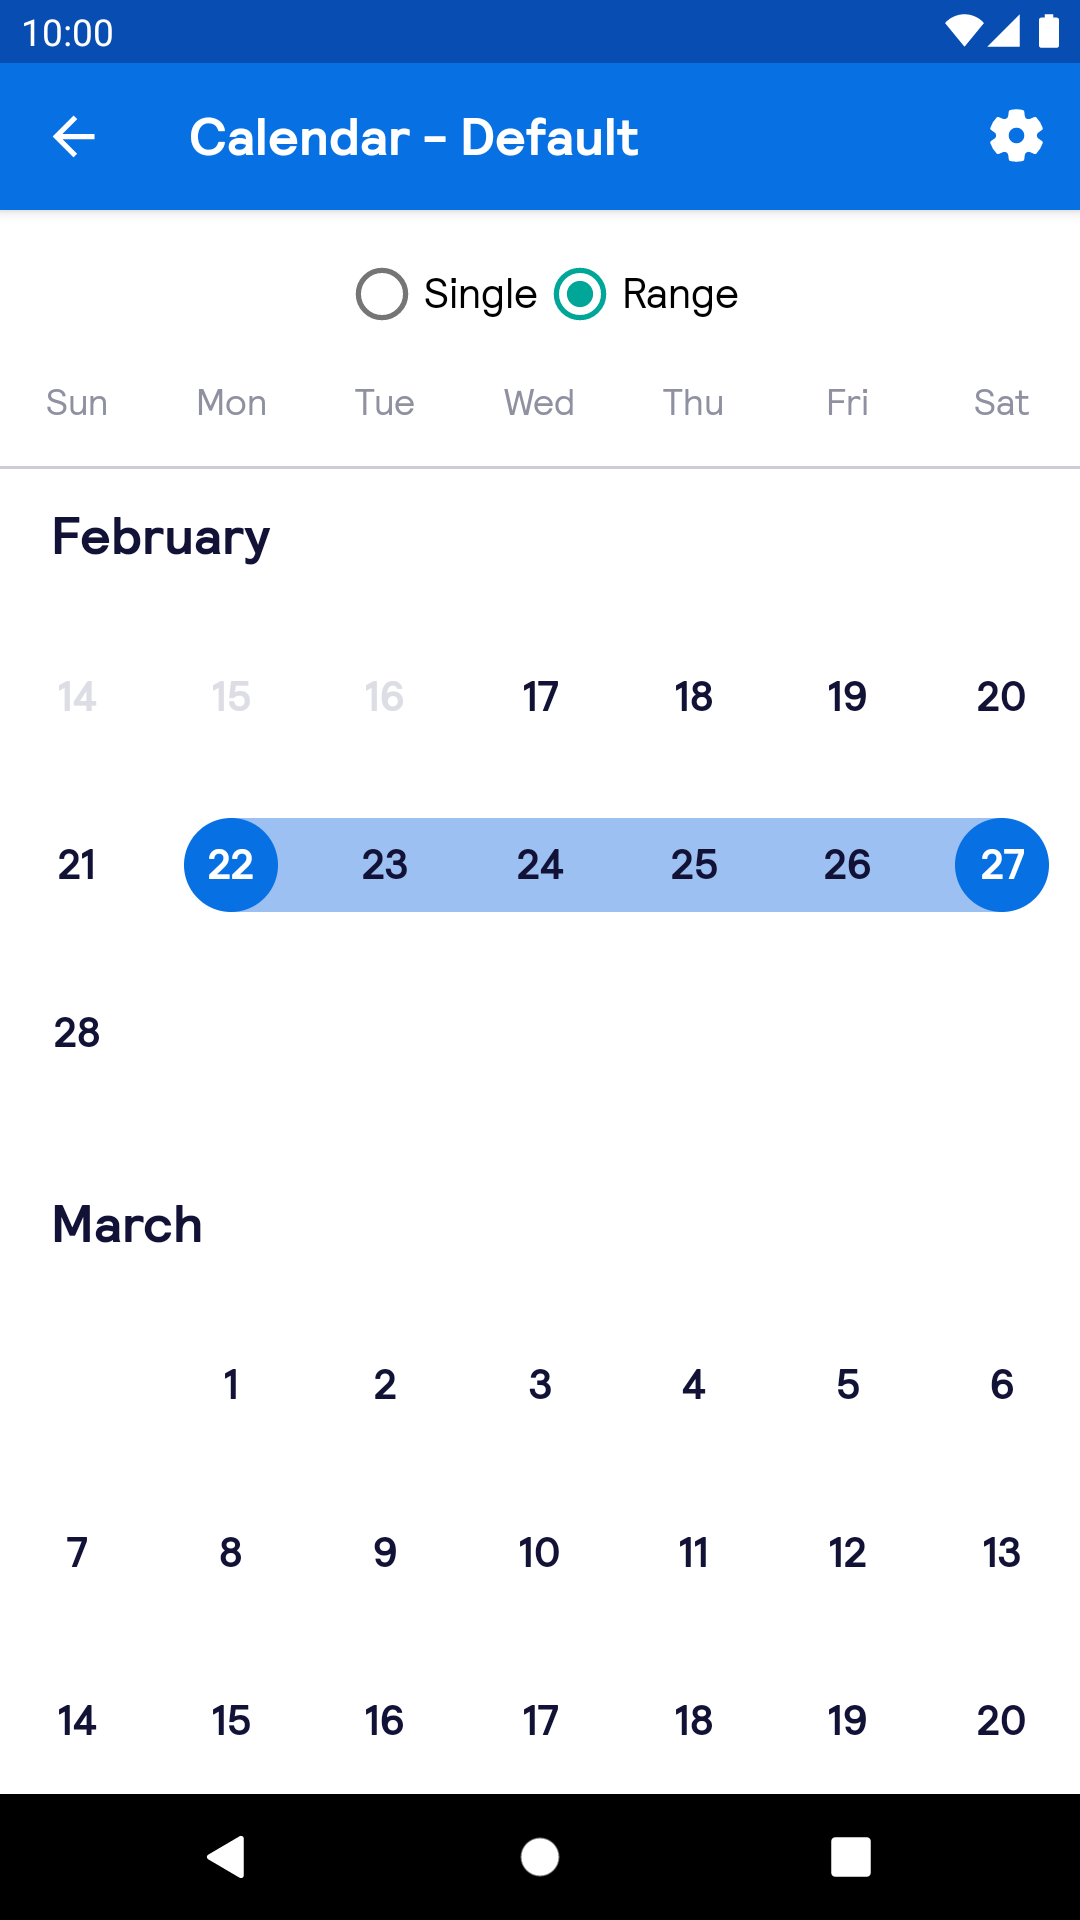 10:00
Calendar - Default
Single Range
Sun Mon Tue Wed Thu Fri Sat
February
14 15 16 17 18 19 20
21 22 23 24 25 26 27
28
March
1 2 3 4 5 6
7 8 9 10 11 12 13
14 15 16 17 18 19 20